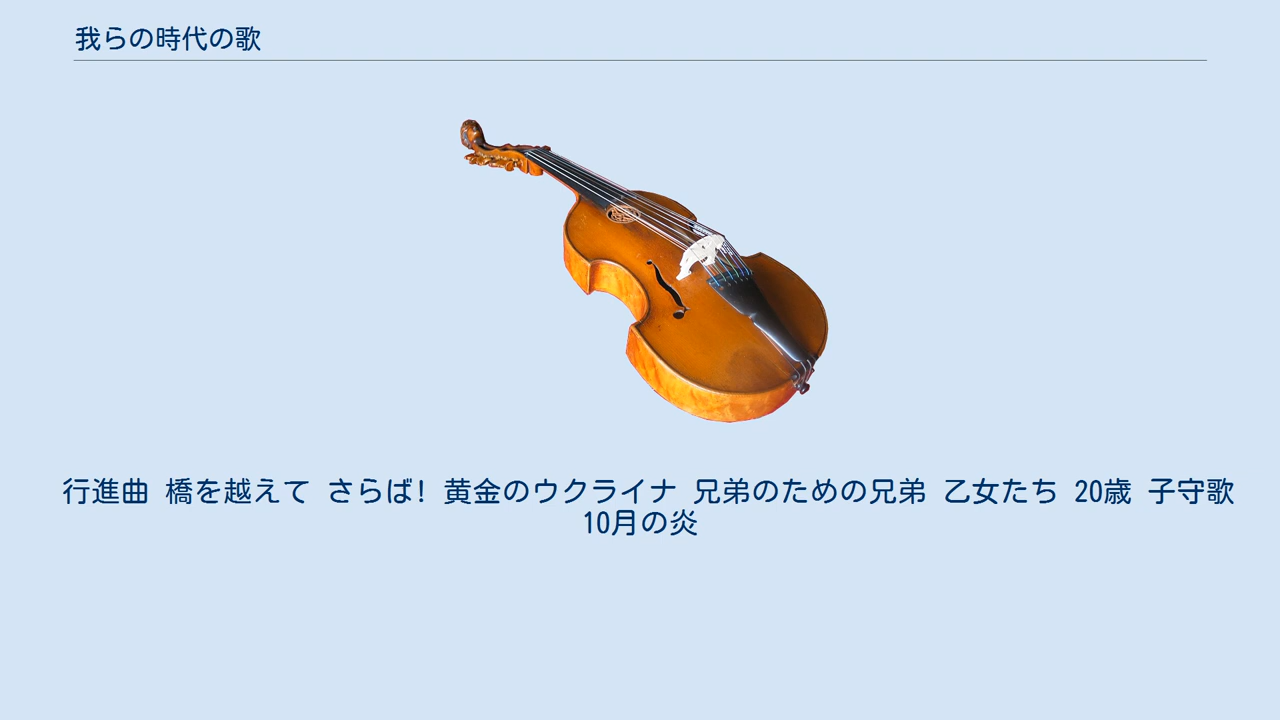 我らの時代の歌
行進曲 橋を越えて さらば! 黄金のウクライナ 兄弟のための兄弟 乙女たち 20歳 子守歌
10月の炎